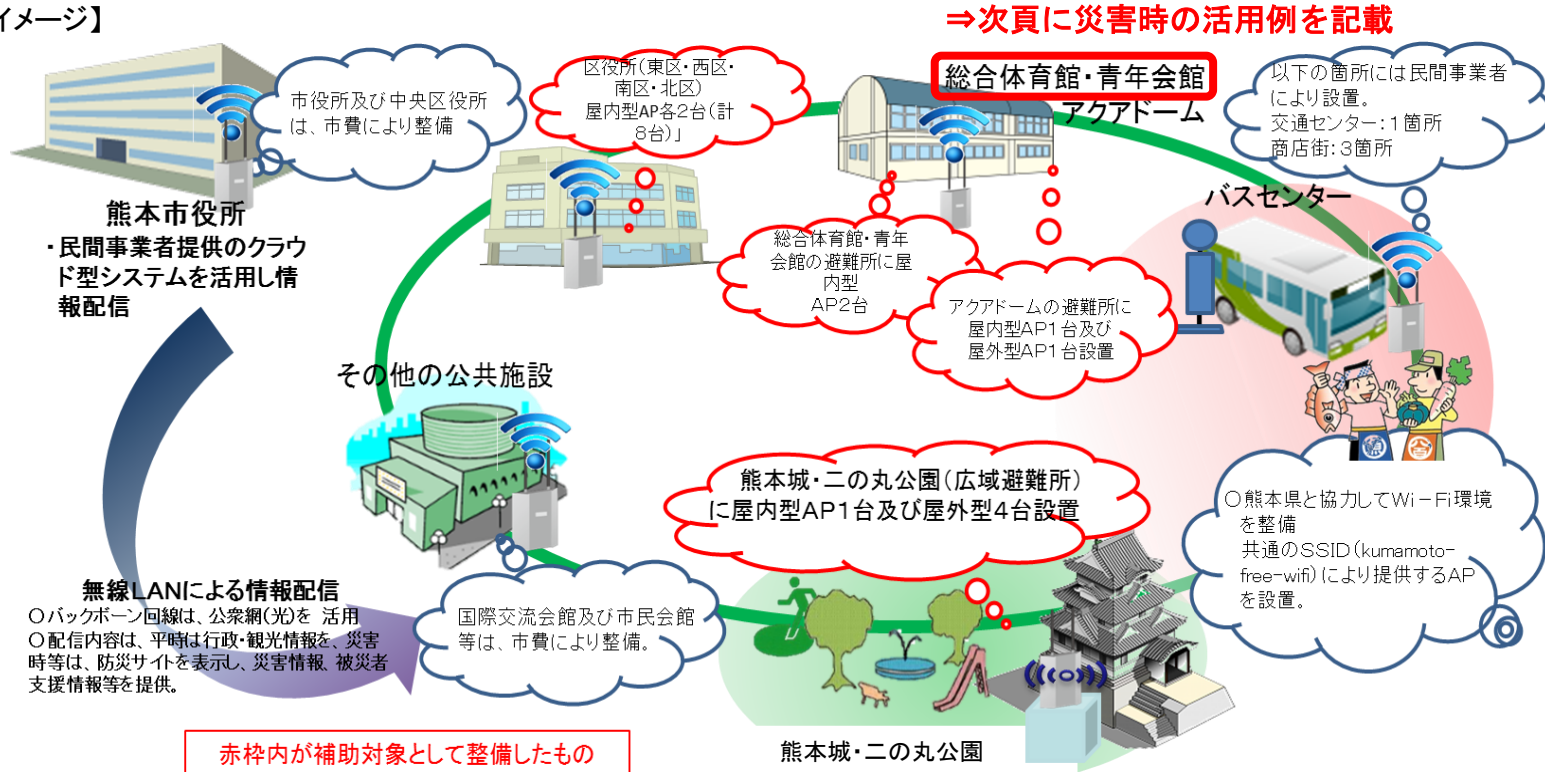 イメージ】
⇒次頁に災害時の活用例を記載
市役所及び中央区役所
は、市費により整備
区役所(東区・西区・
南区・北区)
屋内型AP各2台(計
8台)」
総合体育館・青年会館
アクアドーム
以下の箇所には民間事業者
により設置。
交通センター:1箇所
商店街:3箇所
熊本市役所
・民間事業者提供のクラウ
ド型システムを活用し情
報配信
総合体育館・青年
会館の避難所に屋
内型
AP2台
アクアドームの避難所に
屋内型AP1台及び
屋外型AP1台設置
バスセンター
その他の公共施設
熊本城・二の丸公園(広域避難所)
に屋内型AP1台及び屋外型4台設置
○熊本県と協力してWi-Fi環境
を整備
共通のSSID(kumamoto-
free-wifi)により提供するAP
を設置。
無線LANによる情報配信
○バックボーン回線は、公衆網(光)を 活用
○配信内容は、平時は行政・観光情報を、災害
時等は、防災サイトを表示し、災害情報、被災者
支援情報等を提供。
国際交流会館及び市民会館
等は、市費により整備。
赤枠内が補助対象として整備したもの
熊本城・二の丸公園